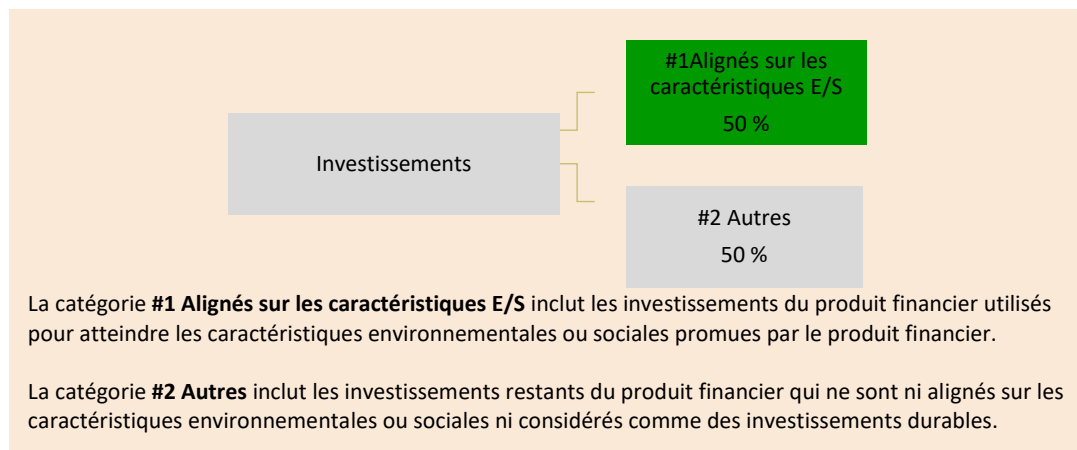 #1Alignés sur les
caractéristiques E/S
50 %
Investissements
#2 Autres
50 %
La catégorie #1 Alignés sur les caractéristiques E/S inclut les investissements du produit financier utilisés
pour atteindre les caractéristiques environnementales ou sociales promues par le produit financier.
La catégorie #2 Autres inclut les investissements restants du produit financier qui ne sont ni alignés sur les
caractéristiques environnementales ou sociales ni considérés comme des investissements durables.